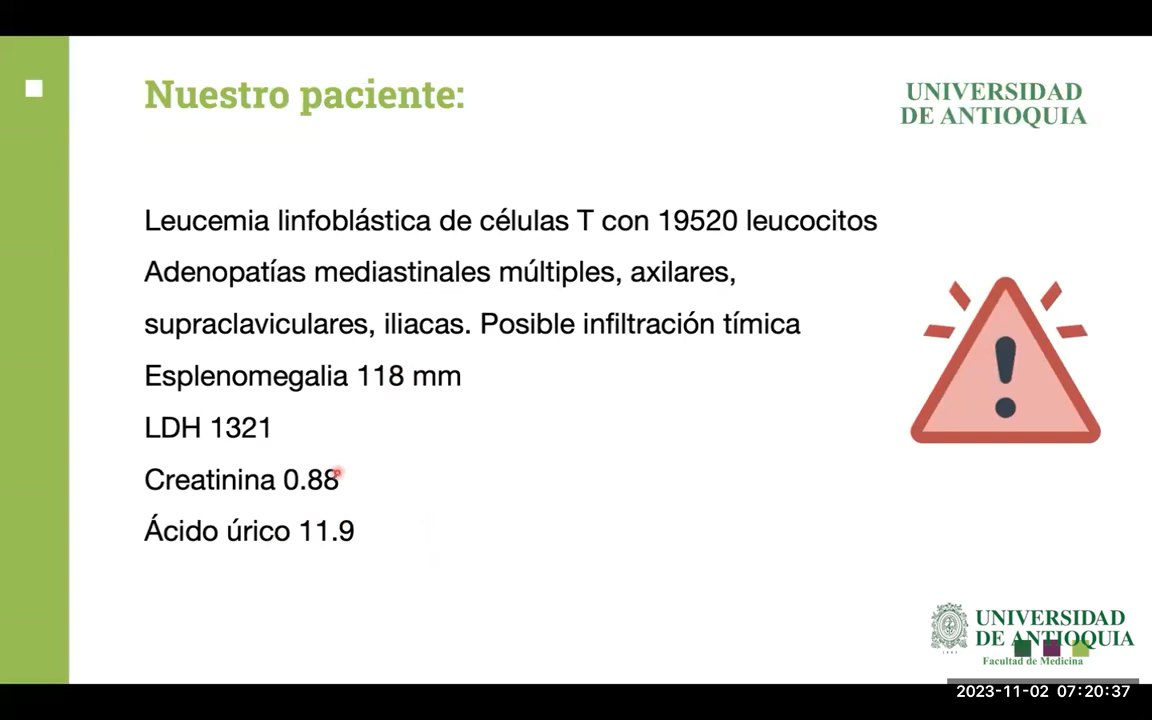 Nuestro paciente:
UNIVERSIDAD
DE ANTIOQUIA
Leucemia linfoblástica de células T con 19520 leucocitos
Adenopatías mediastinales múltiples, axilares,
supraclaviculares, iliacas. Posible infiltración tímica
Esplenomegalia 118 mm
LDH 1321
Creatinina 0.88
Ácido úrico 11.9
UNIVERSIDAD
DE ANTIOQUIA
Facultad de Medicina
2023-11-02 07:20:37